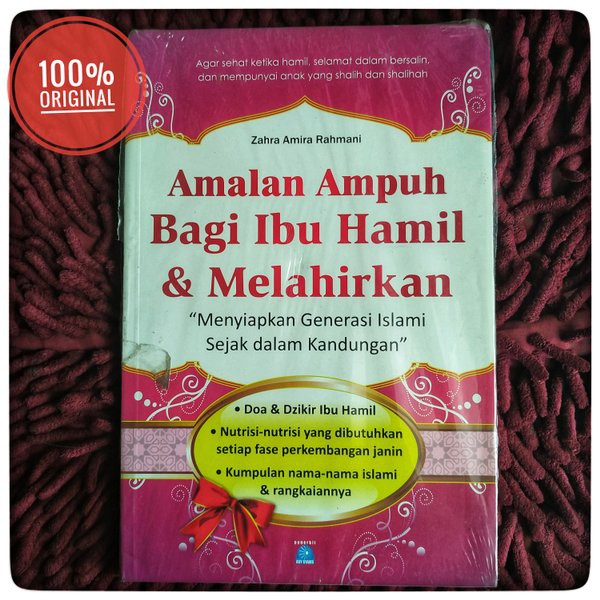 100%
ORIGINAL
Agar sehat ketika hamil, selamat dalam bersalin,
dan mempunyai anak yang shalih dan shalihah
Zahra Amira Rahmani
Amalan Ampuh
Bagi Ibu Hamil
& Melahirkan
“Menyiapkan Generasi Islami
Sejak dalam Kandungan”
• Doa & Dzikir Ibu Hamil
• Nutrisi-nutrisi yang dibutuhkan
setiap fase perkembangan janin
• Kumpulan nama-nama islami
& rangkaiannya
penerbit